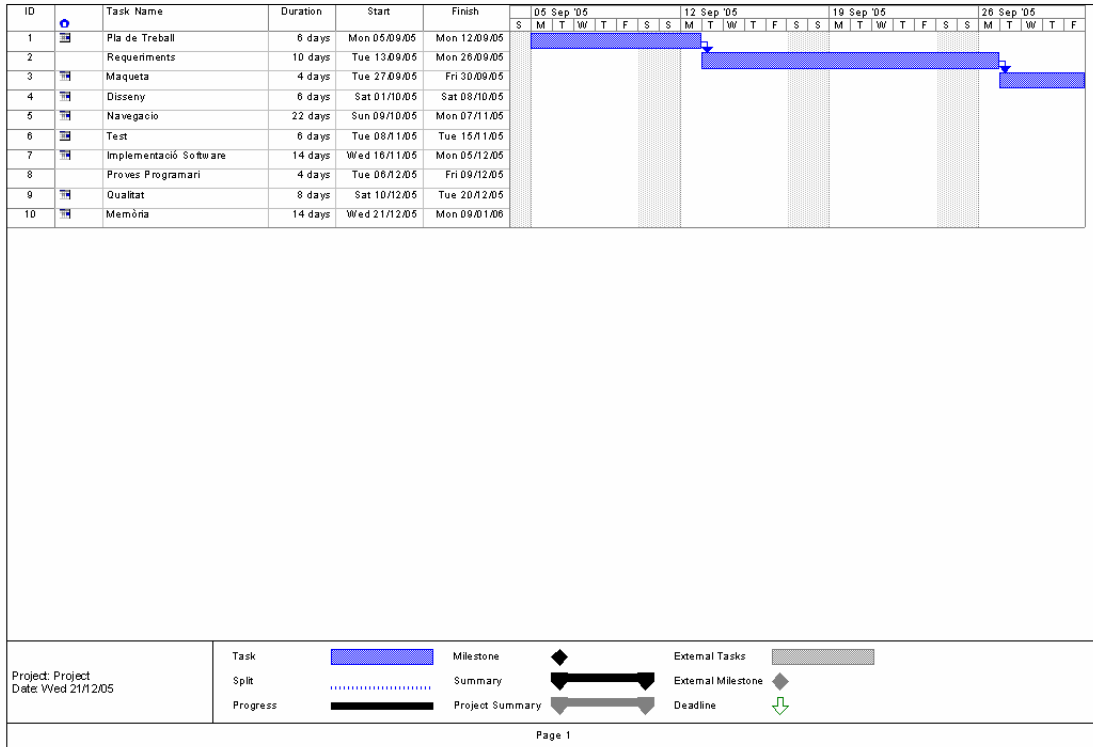 ID Task Name Duration Start Finish 05 Sep '05 12 Sep '05 19 Sep '05 26 Sep '05
S M T W T F S S M T W T F S S M T W T F S S M T W T F
1 Pla de Treball 6 days Mon 05/09/05 Mon 12/09/05
2 Requeriments 10 days Tue 13/09/05 Mon 26/09/05
3 Maqueta 4 days Tue 27/09/05 Fri 30/09/05
4 Disseny 6 days Sat 01/10/05 Sat 08/10/05
5 Navegacio 22 days Sun 09/10/05 Mon 07/11/05
6 Test 6 days Tue 08/11/05 Tue 15/11/05
7 Implementació Software 14 days Wed 16/11/05 Mon 05/12/05
8 Proves Programari 4 days Tue 06/12/05 Fri 09/12/05
9 Qualitat 8 days Sat 10/12/05 Tue 20/12/05
10 Memòria 14 days Wed 21/12/05 Mon 09/01/06
Project: Project
Date: Wed 21/12/05
Task Milestone External Tasks
Split Summary External Milestone
Progress Project Summary Deadline
Page 1